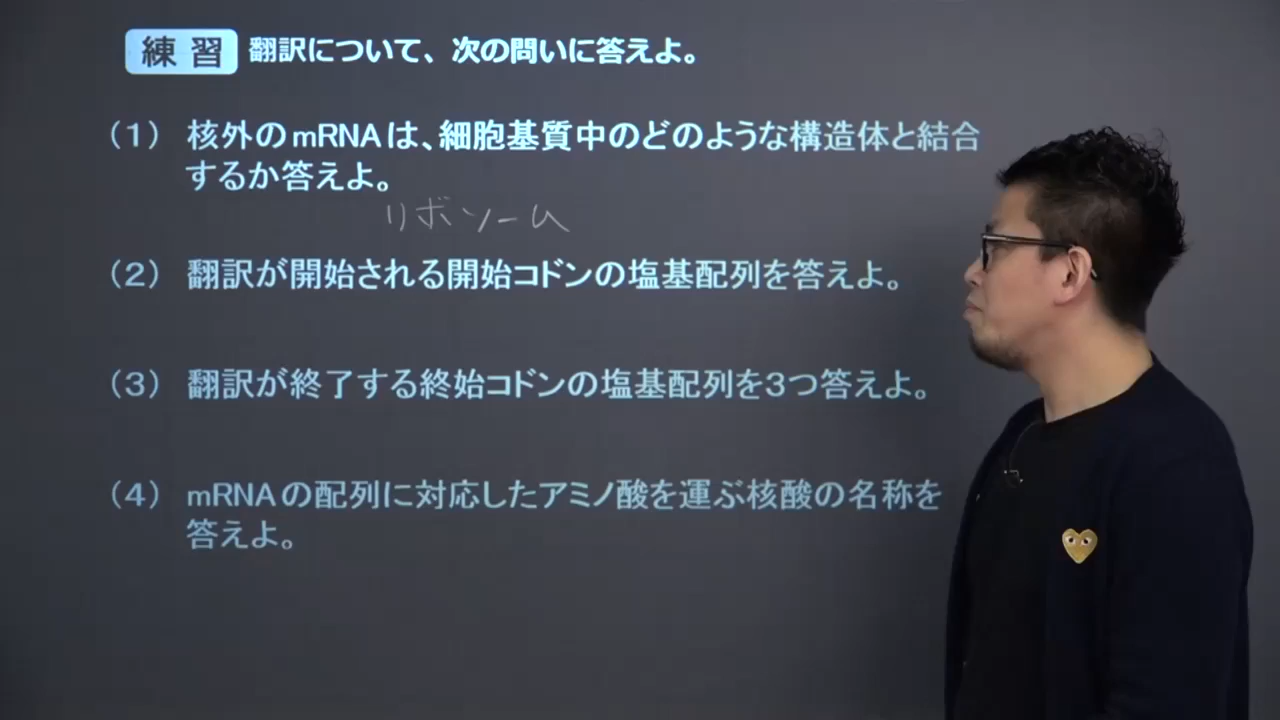 練習 翻訳について、次の問いに答えよ。
（1） 核外のmRNAは、細胞基質中のどのような構造体と結合
するか答えよ。
リボソーム
（2） 翻訳が開始される開始コドンの塩基配列を答えよ。
（3） 翻訳が終了する終始コドンの塩基配列を3つ答えよ。
（4） mRNAの配列に対応したアミノ酸を運ぶ核酸の名称を
答えよ。